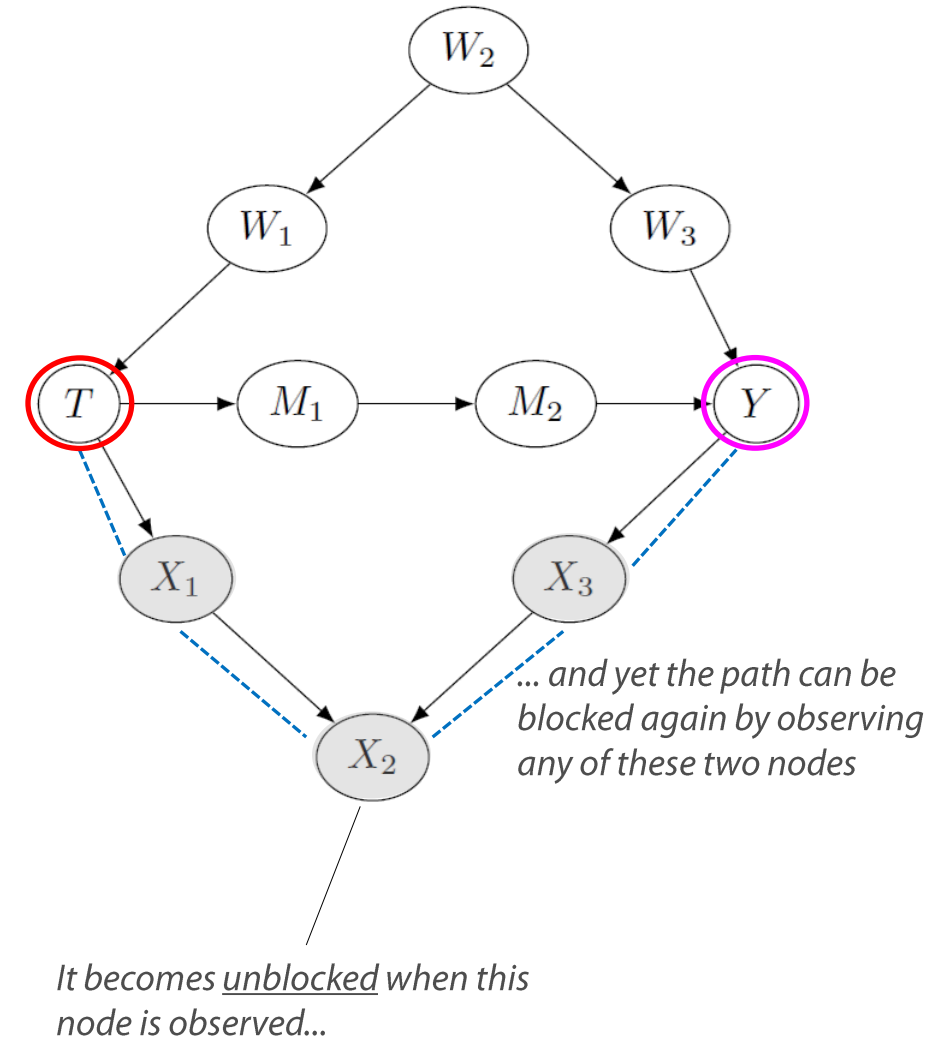 W₂
W₁
W₃
T
M₁
M₂
Y
X₁
X₃
... and yet the path can be
blocked again by observing
any of these two nodes
X₂
It becomes unblocked when this
node is observed...